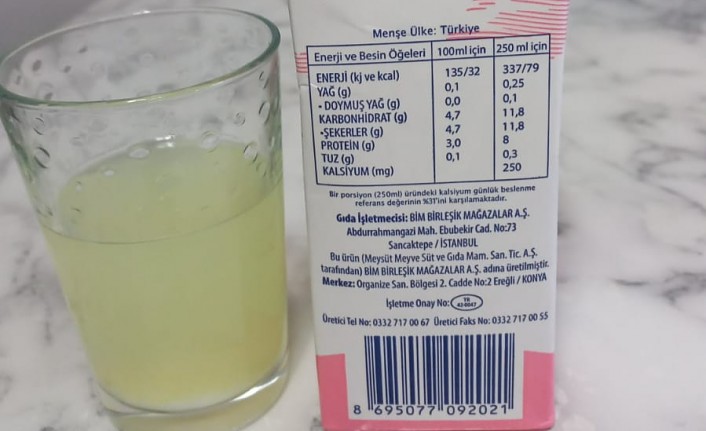 Menşe Ülke: Türkiye
Enerji ve Besin Öğeleri 100ml için 250 ml için
ENERJİ (kj ve kcal) 135/32 337/79
YAĞ (g) 0,1 0,25
- DOYMUŞ YAĞ (g) 0,0 0,1
KARBONHİDRAT (g) 4,7 11,8
-ŞEKERLER (g) 4,7 11,8
PROTEİN (g) 3,0 8
TUZ (g) 0,1 0,3
KALSİYUM (mg) 250
Bir porsiyon (250ml) üründeki kalsiyum günlük beslenme
referans değerinin %31'ini karşılamaktadır.
Gıda İşletmecisi: BİM BİRLEŞİK MAĞAZALAR A.Ş.
Abdurrahmangazi Mah. Ebubekir Cad. No:73
Sancaktepe / İSTANBUL
Bu ürün (Meysüt Meyve Süt ve Gıda Mam. San. Tic. A.Ş.
tarafından) BİM BİRLEŞİK MAĞAZALAR A.Ş. adına üretilmiştir.
Merkez: Organize San. Bölgesi 2. Cadde No:2 Ereğli / KONYA
İşletme Onay No:
TR
Üretici Tel No: 0332 717 00 67 Üretici Faks No: 0332 717 00 55
8 695077 092021